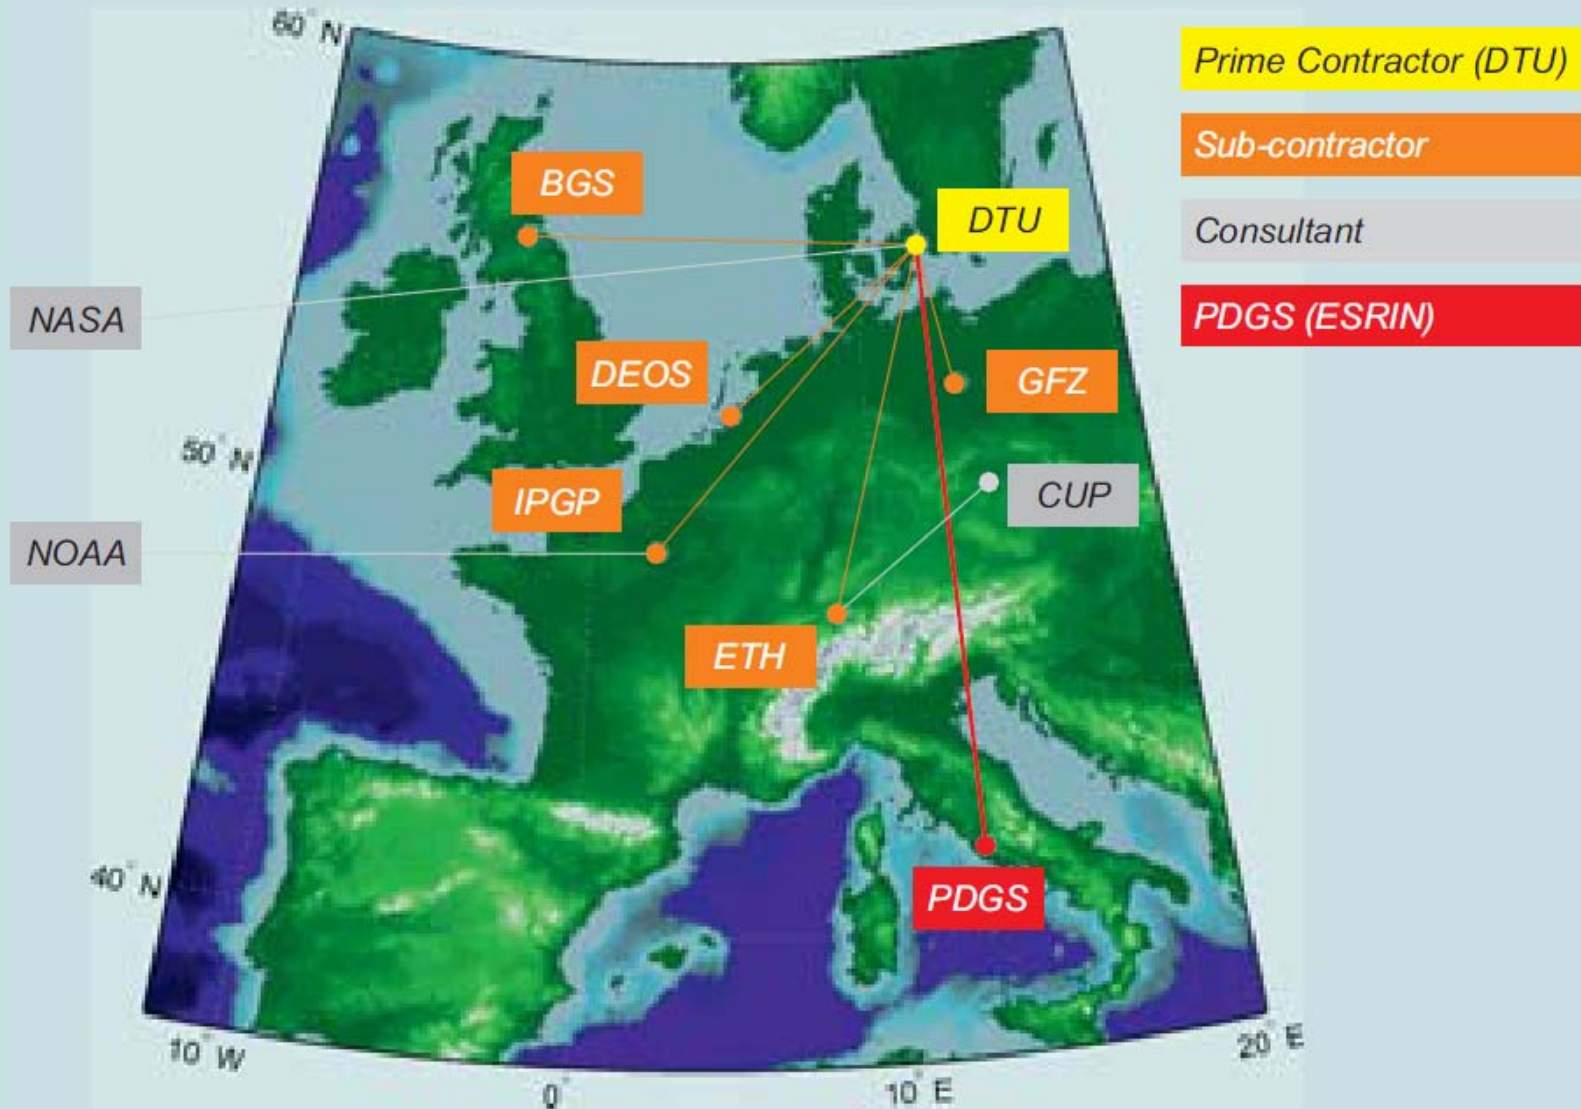 60° N
Prime Contractor (DTU)
Sub-contractor
Consultant
PDGS (ESRIN)
BGS
DTU
NASA
DEOS
GFZ
50° N
IPGP
CUP
NOAA
ETH
40° N
PDGS
10° W
0°
10° E
20° E